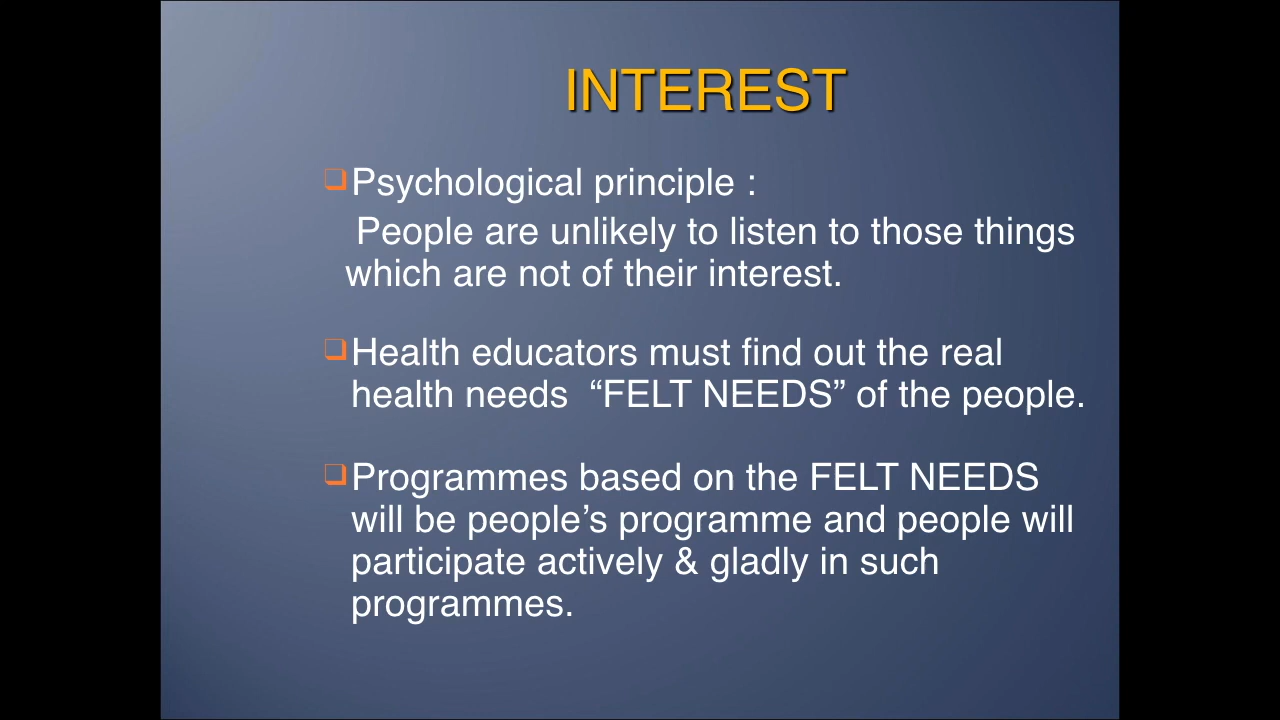 INTEREST
Psychological principle :
People are unlikely to listen to those things
which are not of their interest.
Health educators must find out the real
health needs “FELT NEEDS” of the people.
Programmes based on the FELT NEEDS
will be people’s programme and people will
participate actively & gladly in such
programmes.